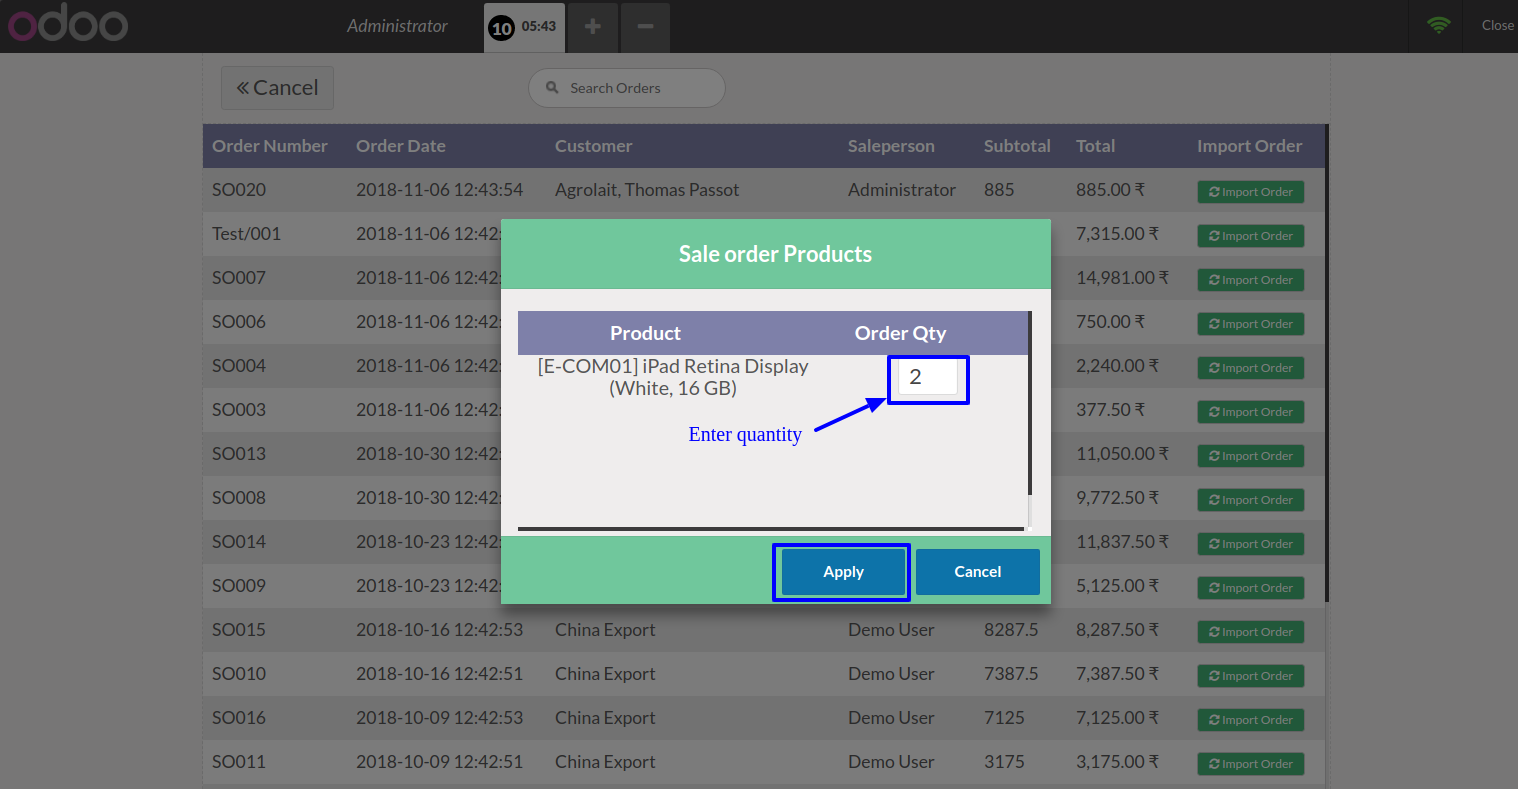 odoo Administrator 10 05:43 + − Close
Cancel Search Orders
Order Number Order Date Customer Saleperson Subtotal Total Import Order
SO020 2018-11-06 12:43:54 Agrolait, Thomas Passot Administrator 885 885.00 ₹ Import Order
Test/001 2018-11-06 12:42: 7,315.00 ₹ Import Order
Sale order Products
SO007 2018-11-06 12:42: 14,981.00 ₹ Import Order
SO006 2018-11-06 12:42: 750.00 ₹ Import Order
Product Order Qty
SO004 2018-11-06 12:42: 2,240.00 ₹ Import Order
[E-COM01] iPad Retina Display
(White, 16 GB)
2
SO003 2018-11-06 12:42: 377.50 ₹ Import Order
Enter quantity
SO013 2018-10-30 12:42: 11,050.00 ₹ Import Order
SO008 2018-10-30 12:42: 9,772.50 ₹ Import Order
SO014 2018-10-23 12:42: 11,837.50 ₹ Import Order
Apply Cancel
SO009 2018-10-23 12:42: 5,125.00 ₹ Import Order
SO015 2018-10-16 12:42:53 China Export Demo User 8287.5 8,287.50 ₹ Import Order
SO010 2018-10-16 12:42:51 China Export Demo User 7387.5 7,387.50 ₹ Import Order
SO016 2018-10-09 12:42:53 China Export Demo User 7125 7,125.00 ₹ Import Order
SO011 2018-10-09 12:42:51 China Export Demo User 3175 3,175.00 ₹ Import Order